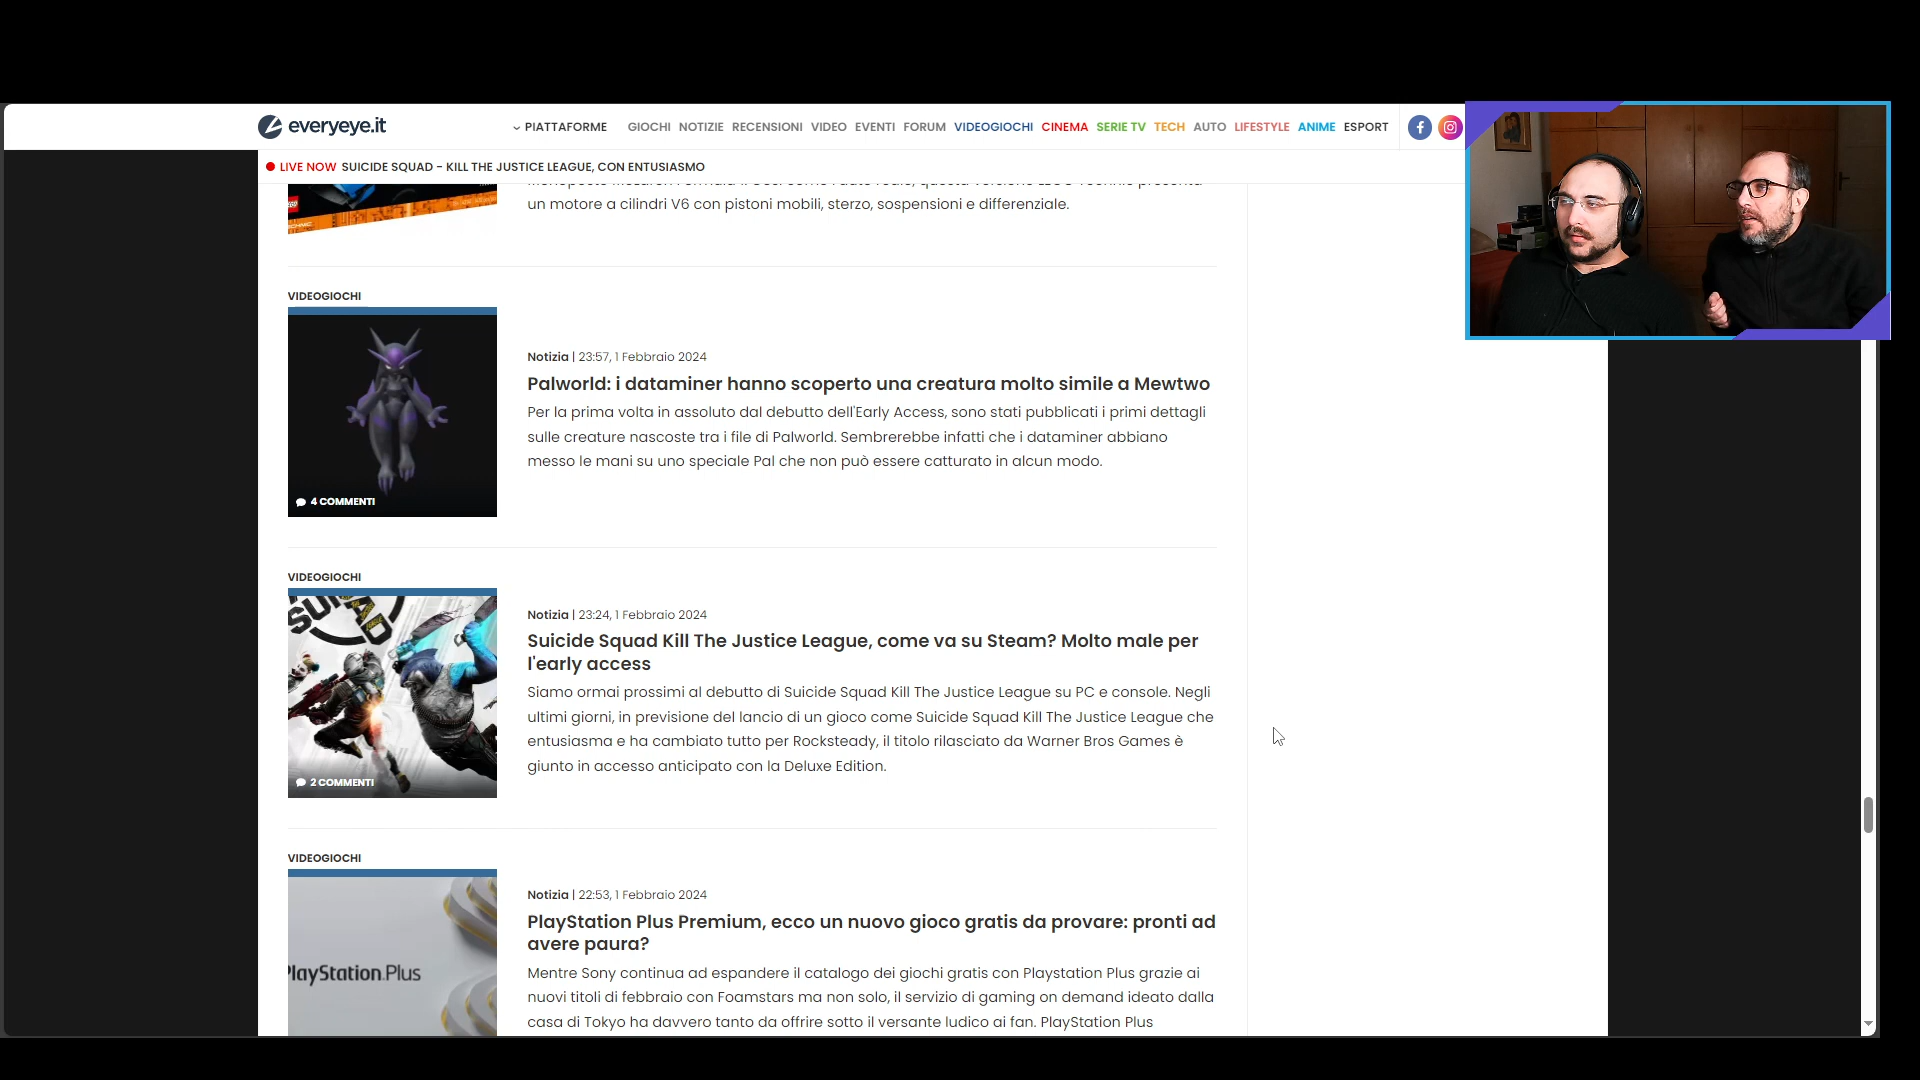 everyeye.it
PIATTAFORME GIOCHI NOTIZIE RECENSIONI VIDEO EVENTI FORUM VIDEOGIOCHI CINEMA SERIE TV TECH AUTO LIFESTYLE ANIME ESPORT
LIVE NOW SUICIDE SQUAD - KILL THE JUSTICE LEAGUE, CON ENTUSIASMO
un motore a cilindri V6 con pistoni mobili, sterzo, sospensioni e differenziale.
VIDEOGIOCHI
Notizia | 23:57, 1 Febbraio 2024
Palworld: i dataminer hanno scoperto una creatura molto simile a Mewtwo
Per la prima volta in assoluto dal debutto dell'Early Access, sono stati pubblicati i primi dettagli
sulle creature nascoste tra i file di Palworld. Sembrerebbe infatti che i dataminer abbiano
messo le mani su uno speciale Pal che non può essere catturato in alcun modo.
4 COMMENTI
VIDEOGIOCHI
Notizia | 23:24, 1 Febbraio 2024
Suicide Squad Kill The Justice League, come va su Steam? Molto male per
l'early access
Siamo ormai prossimi al debutto di Suicide Squad Kill The Justice League su PC e console. Negli
ultimi giorni, in previsione del lancio di un gioco come Suicide Squad Kill The Justice League che
entusiasma e ha cambiato tutto per Rocksteady, il titolo rilasciato da Warner Bros Games è
giunto in accesso anticipato con la Deluxe Edition.
2 COMMENTI
VIDEOGIOCHI
Notizia | 22:53, 1 Febbraio 2024
PlayStation Plus Premium, ecco un nuovo gioco gratis da provare: pronti ad
avere paura?
Mentre Sony continua ad espandere il catalogo dei giochi gratis con Playstation Plus grazie ai
nuovi titoli di febbraio con Foamstars ma non solo, il servizio di gaming on demand ideato dalla
casa di Tokyo ha davvero tanto da offrire sotto il versante ludico ai fan. PlayStation Plus
PlayStation.Plus